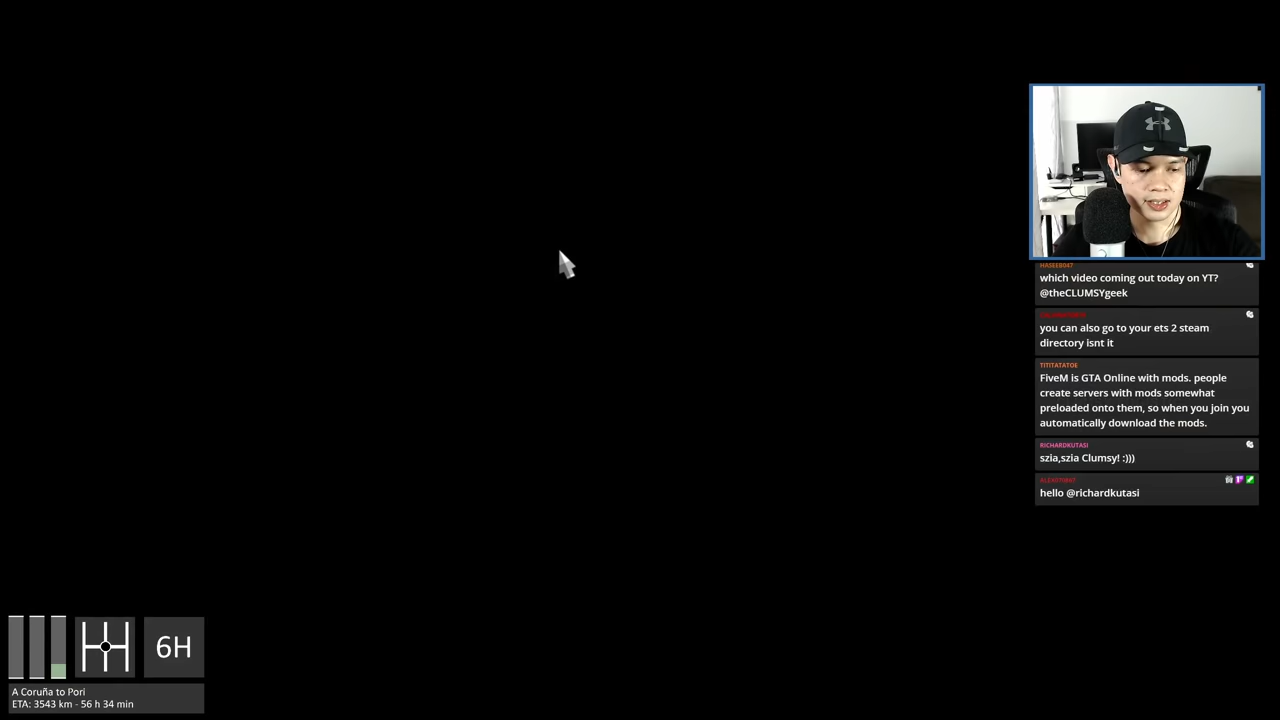 HASEEB047
which video coming out today on YT?
@theCLUMSYgeek
you can also go to your ets 2 steam
directory isnt it
TITITATATOE
FiveM is GTA Online with mods. people
create servers with mods somewhat
preloaded onto them, so when you join you
automatically download the mods.
RICHARDKUTASI
szia,szia Clumsy! :)))
hello @richardkutasi
6H
A Coruña to Pori
ETA: 3543 km - 56 h 34 min